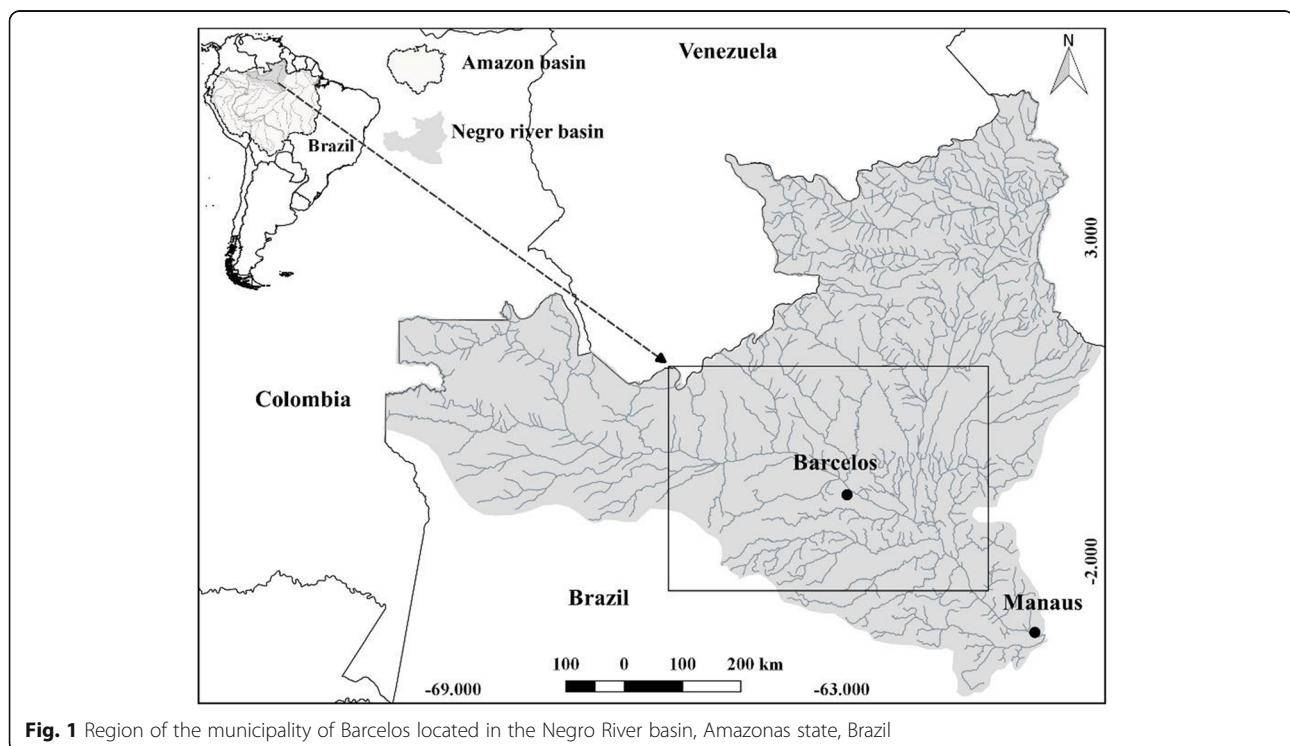 Venezuela
N
Amazon basin
Negro river basin
Brazil
3.000
Colombia
Barcelos
-2.000
Brazil
Manaus
100 0 100 200 km
-69.000 -63.000
Fig. 1 Region of the municipality of Barcelos located in the Negro River basin, Amazonas state, Brazil